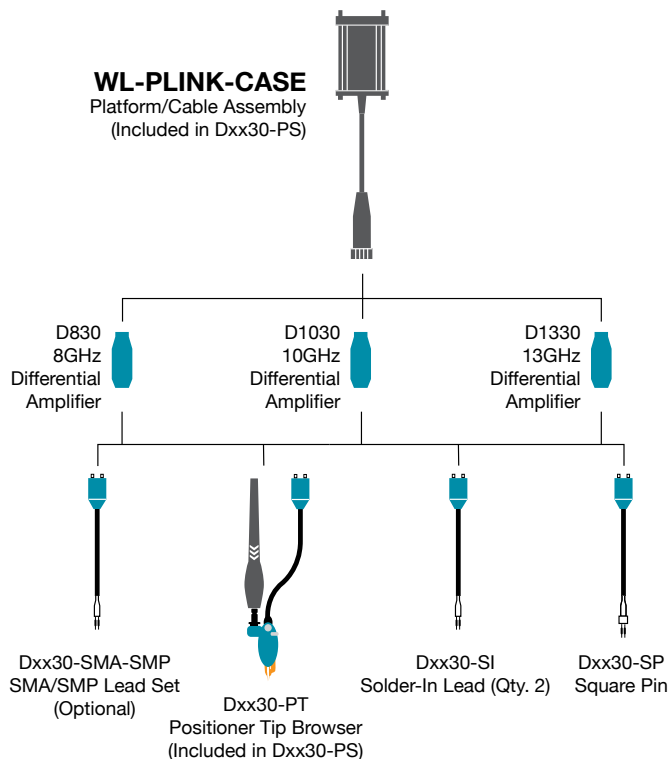 WL-PLINK-CASE
Platform/Cable Assembly
(Included in Dxx30-PS)
D830
8GHz
Differential
Amplifier
D1030
10GHz
Differential
Amplifier
D1330
13GHz
Differential
Amplifier
Dxx30-SMA-SMP
SMA/SMP Lead Set
(Optional)
Dxx30-PT
Positioner Tip Browser
(Included in Dxx30-PS)
Dxx30-SI
Solder-In Lead (Qty. 2)
Dxx30-SP
Square Pin